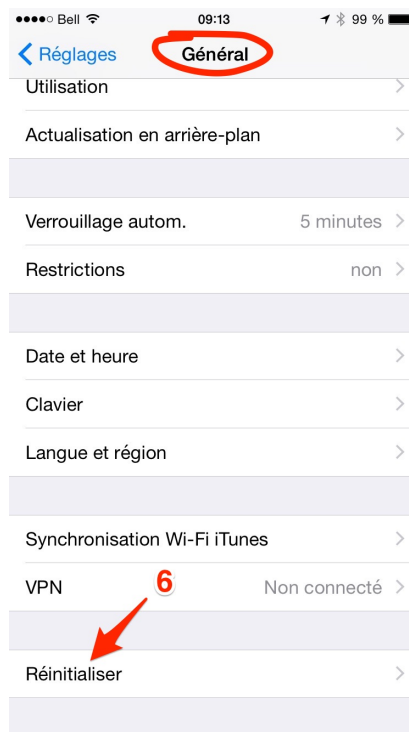 Bell 09:13 99 %
Réglages Général
Utilisation
Actualisation en arrière-plan
Verrouillage autom. 5 minutes
Restrictions non
Date et heure
Clavier
Langue et région
Synchronisation Wi-Fi iTunes
VPN 6 Non connecté
Réinitialiser